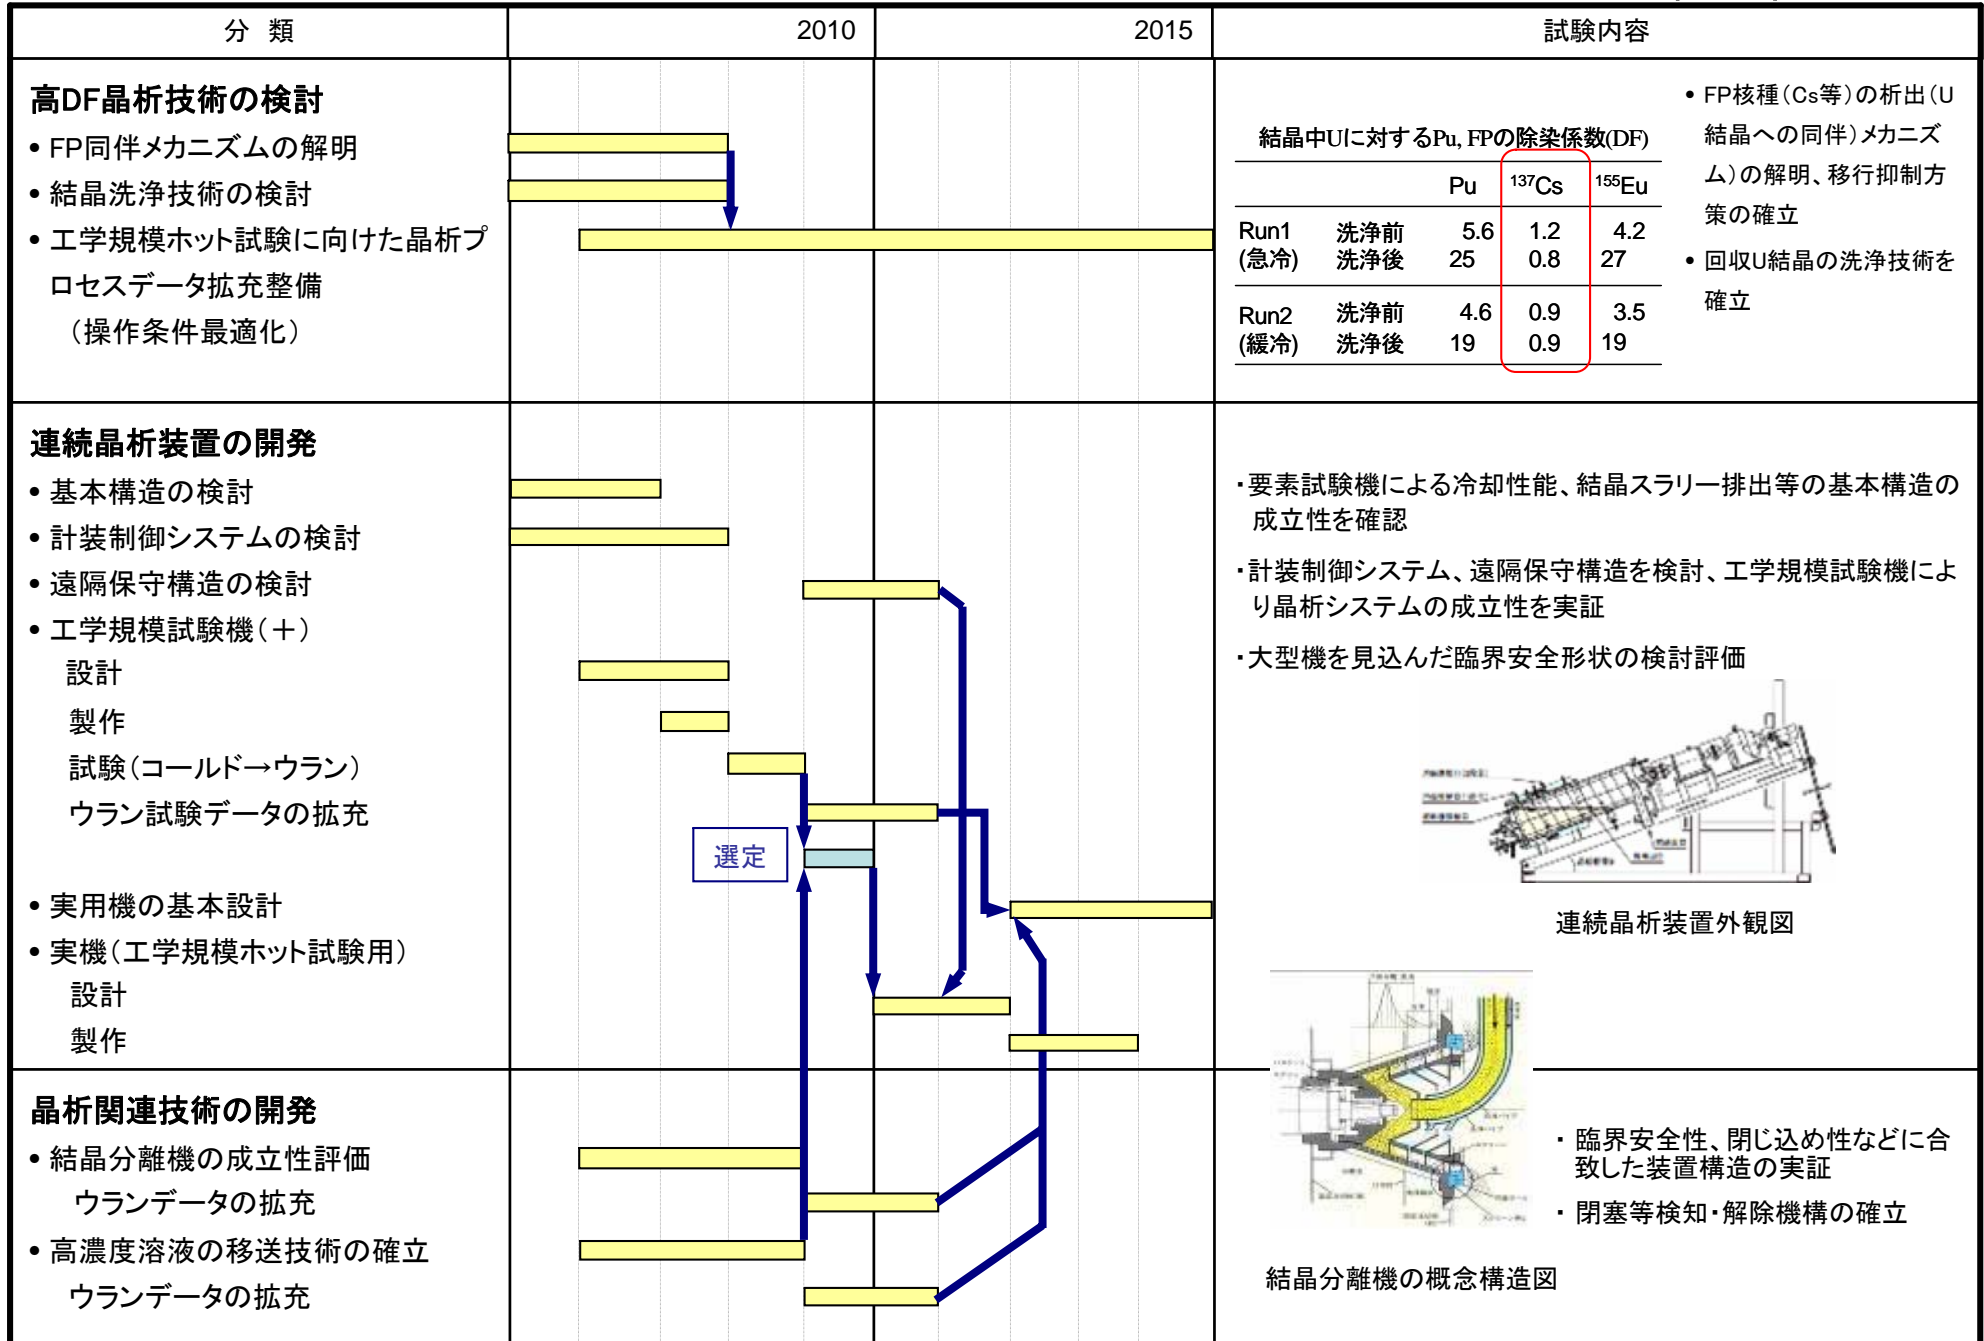 分 類
2010
2015
試験内容
高DF晶析技術の検討
• FP同伴メカニズムの解明
• 結晶洗浄技術の検討
• 工学規模ホット試験に向けた晶析プ
ロセスデータ拡充整備
（操作条件最適化）
結晶中Uに対するPu, FPの除染係数(DF)
Pu 137Cs 155Eu
Run1 洗浄前 5.6 1.2 4.2
(急冷) 洗浄後 25 0.8 27
Run2 洗浄前 4.6 0.9 3.5
(緩冷) 洗浄後 19 0.9 19
• FP核種（Cs等）の析出（U
結晶への同伴）メカニズ
ム）の解明、移行抑制方
策の確立
• 回収U結晶の洗浄技術を
確立
連続晶析装置の開発
• 基本構造の検討
• 計装制御システムの検討
• 遠隔保守構造の検討
• 工学規模試験機（＋）
設計
製作
試験（コールド→ウラン）
ウラン試験データの拡充
選定
• 実用機の基本設計
• 実機（工学規模ホット試験用）
設計
製作
・要素試験機による冷却性能、結晶スラリー排出等の基本構造の
成立性を確認
・計装制御システム、遠隔保守構造を検討、工学規模試験機によ
り晶析システムの成立性を実証
・大型機を見込んだ臨界安全形状の検討評価
連続晶析装置外観図
晶析関連技術の開発
• 結晶分離機の成立性評価
ウランデータの拡充
• 高濃度溶液の移送技術の確立
ウランデータの拡充
・ 臨界安全性、閉じ込め性などに合
致した装置構造の実証
・ 閉塞等検知・解除機構の確立
結晶分離機の概念構造図